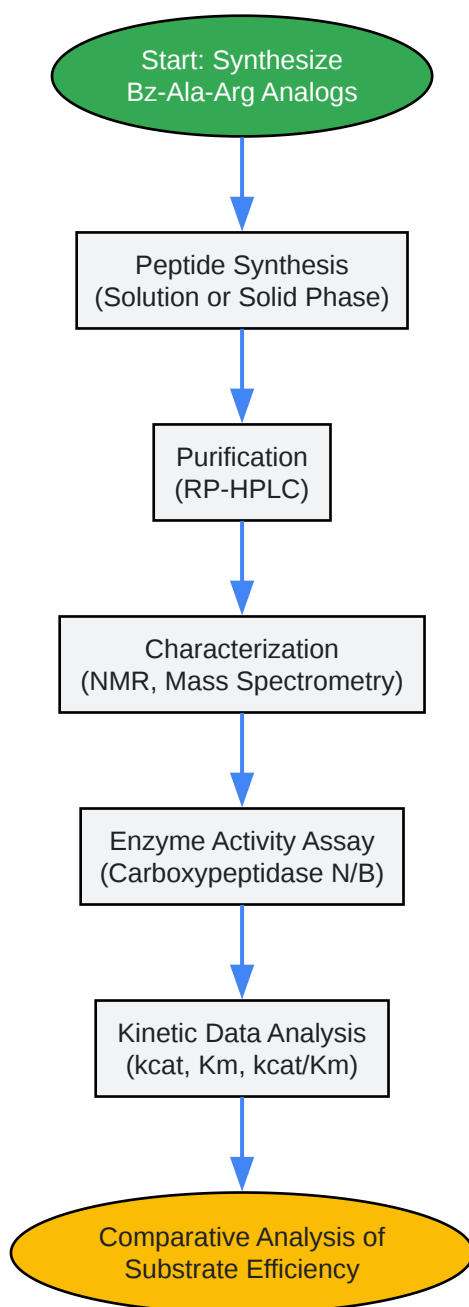 Start: Synthesize
Bz-Ala-Arg Analogs
Peptide Synthesis
(Solution or Solid Phase)
Purification
(RP-HPLC)
Characterization
(NMR, Mass Spectrometry)
Enzyme Activity Assay
(Carboxypeptidase N/B)
Kinetic Data Analysis
(kcat, Km, kcat/Km)
Comparative Analysis of
Substrate Efficiency